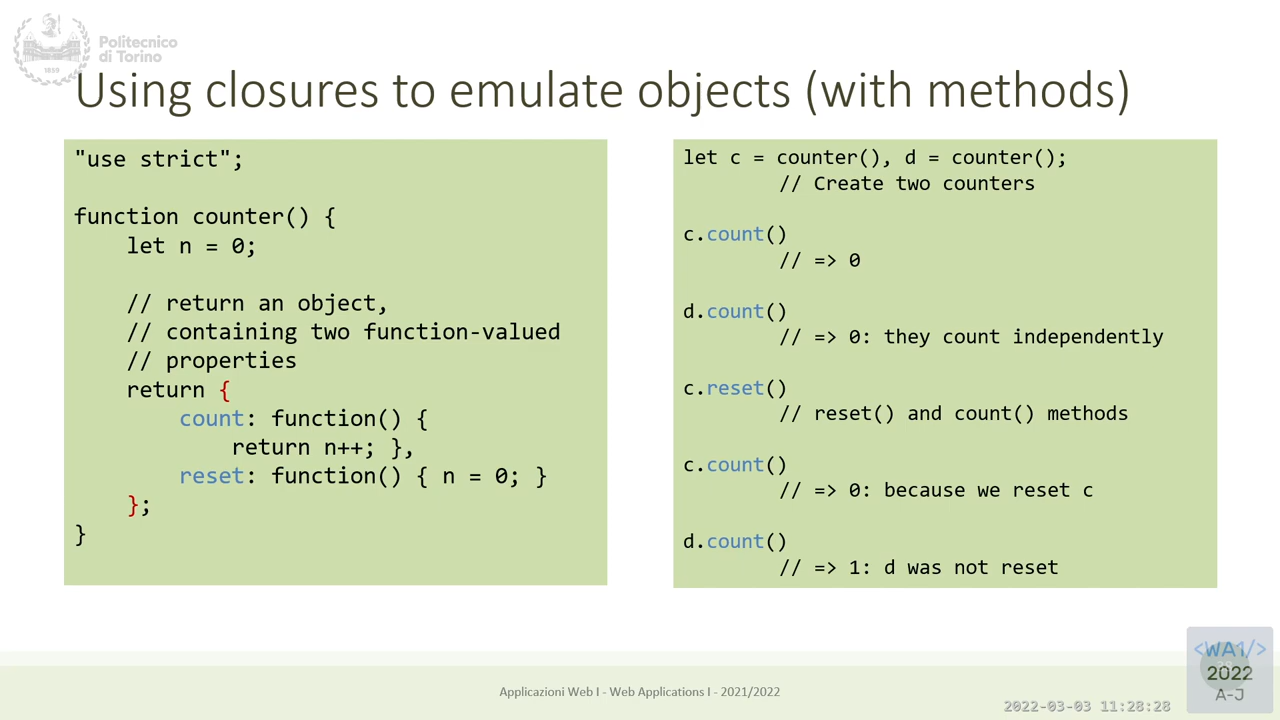 Politecnico
di Torino
1859
Using closures to emulate objects (with methods)
"use strict";
function counter() {
let n = 0;
// return an object,
// containing two function-valued
// properties
return {
count: function() {
return n++; },
reset: function() { n = 0; }
};
}
let c = counter(), d = counter();
// Create two counters
c.count()
// => 0
d.count()
// => 0: they count independently
c.reset()
// reset() and count() methods
c.count()
// => 0: because we reset c
d.count()
// => 1: d was not reset
Applicazioni Web I - Web Applications I - 2021/2022
<WA1/>
2022
A-J
2022-03-03 11:28:28